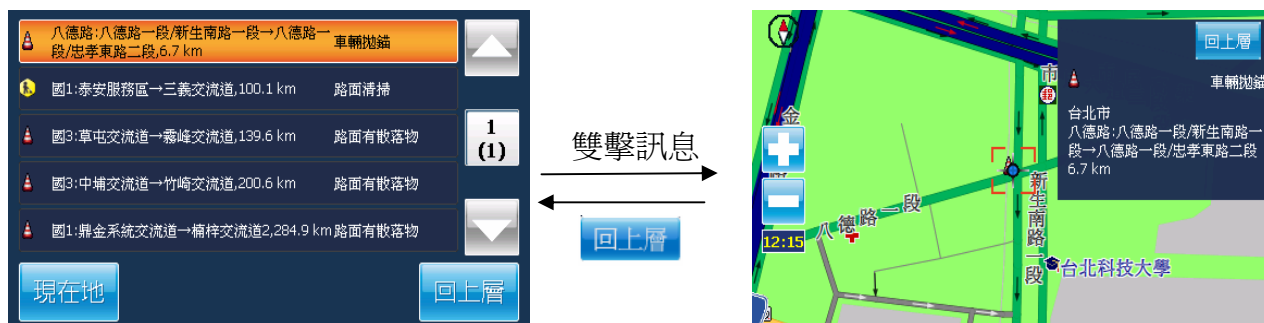 八德路:八德路一段/新生南路一段→八德路一
段/忠孝東路二段,6.7 km
車輛拋錨
國1:泰安服務區→三義交流道,100.1 km
路面清掃
國3:草屯交流道→霧峰交流道,139.6 km
路面有散落物
國3:中埔交流道→竹崎交流道,200.6 km
路面有散落物
國1:鼎金系統交流道→楠梓交流道2,284.9 km
路面有散落物
1
(1)
現在地
回上層
雙擊訊息
回上層
回上層
車輛拋錨
台北市
八德路:八德路一段/新生南路一
段→八德路一段/忠孝東路二段
6.7 km
市
郵
金
新生南路一段
八德路一段
12:15
台北科技大學